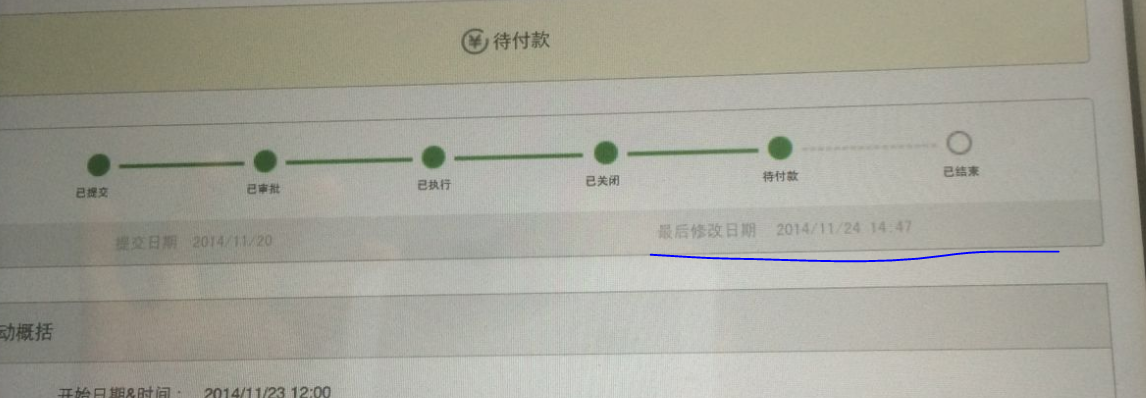 待付款
已提交 已审批 已执行 已关闭 待付款 已结束
提交日期 2014/11/20 最后修改日期 2014/11/24 14:47
动概括
开始日期&时间： 2014/11/23 12:00